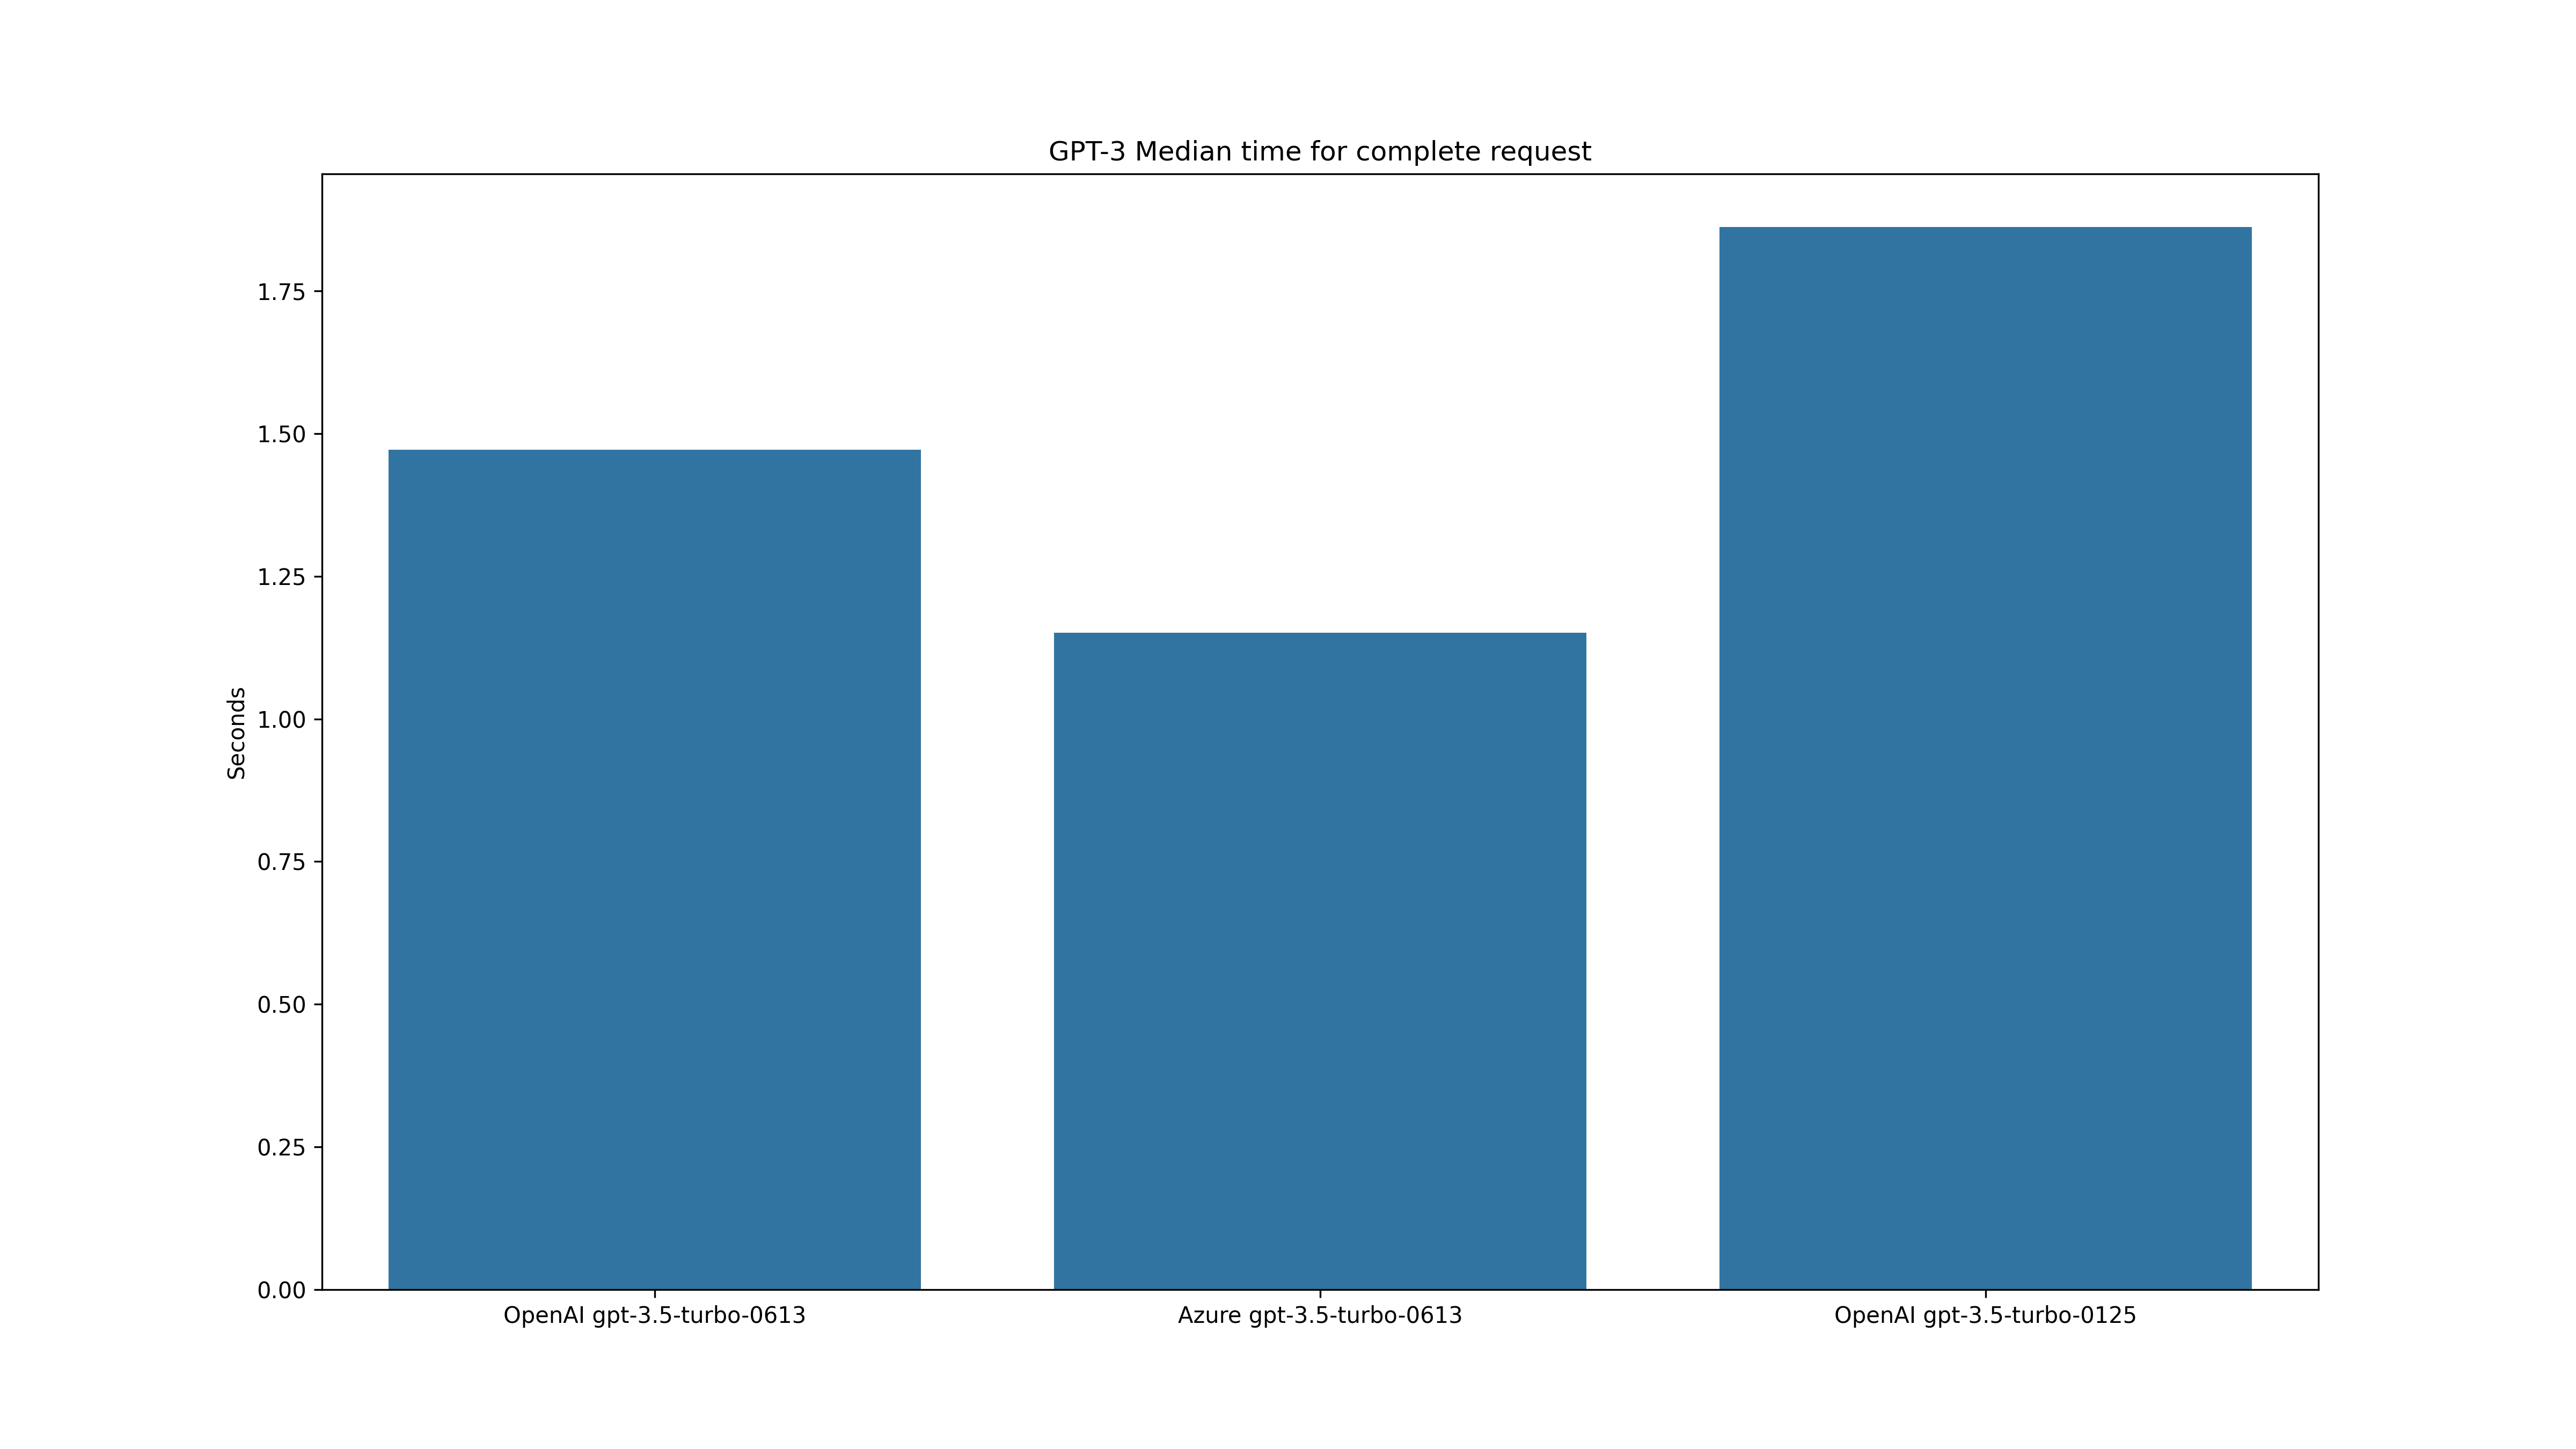 GPT-3 Median time for complete request
1.75
1.50
1.25
1.00
0.75
0.50
0.25
0.00
Seconds
OpenAI gpt-3.5-turbo-0613
Azure gpt-3.5-turbo-0613
OpenAI gpt-3.5-turbo-0125